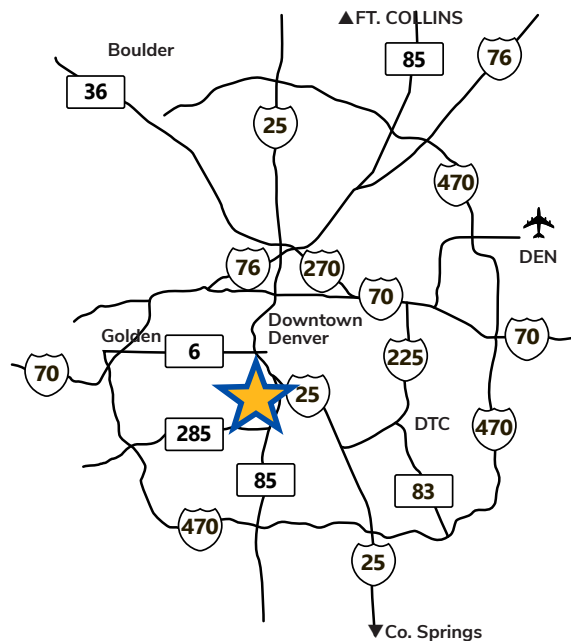 ▲FT. COLLINS
Boulder
85
76
36
25
470
DEN
76
270
70
Downtown
Denver
70
Golden
6
225
70
25
DTC
470
285
85
83
470
25
▼Co. Springs